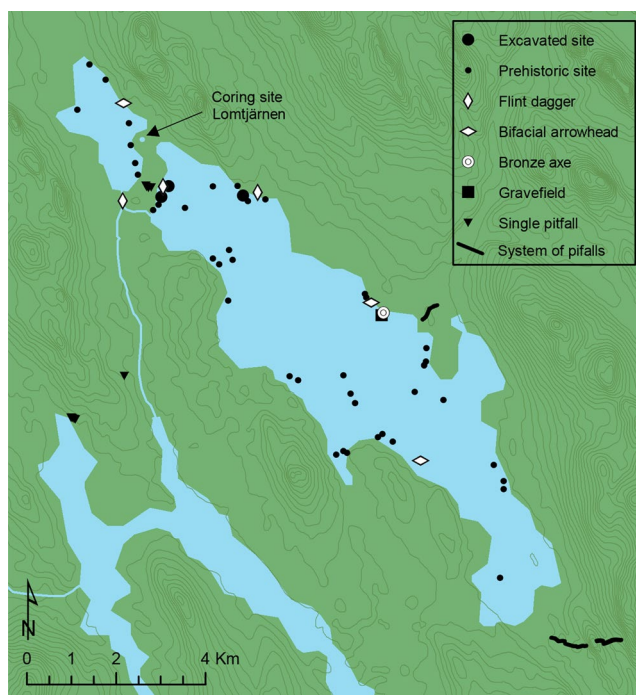 Excavated site
Prehistoric site
Flint dagger
Bifacial arrowhead
Bronze axe
Gravefield
Single pitfall
System of pifalls
Coring site
Lomtjärnen
N
0 1 2 4 Km